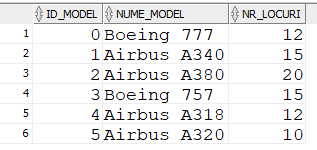 ID_MODEL NUME_MODEL NR_LOCURI
1 0 Boeing 777 12
2 1 Airbus A340 15
3 2 Airbus A380 20
4 3 Boeing 757 15
5 4 Airbus A318 12
6 5 Airbus A320 10